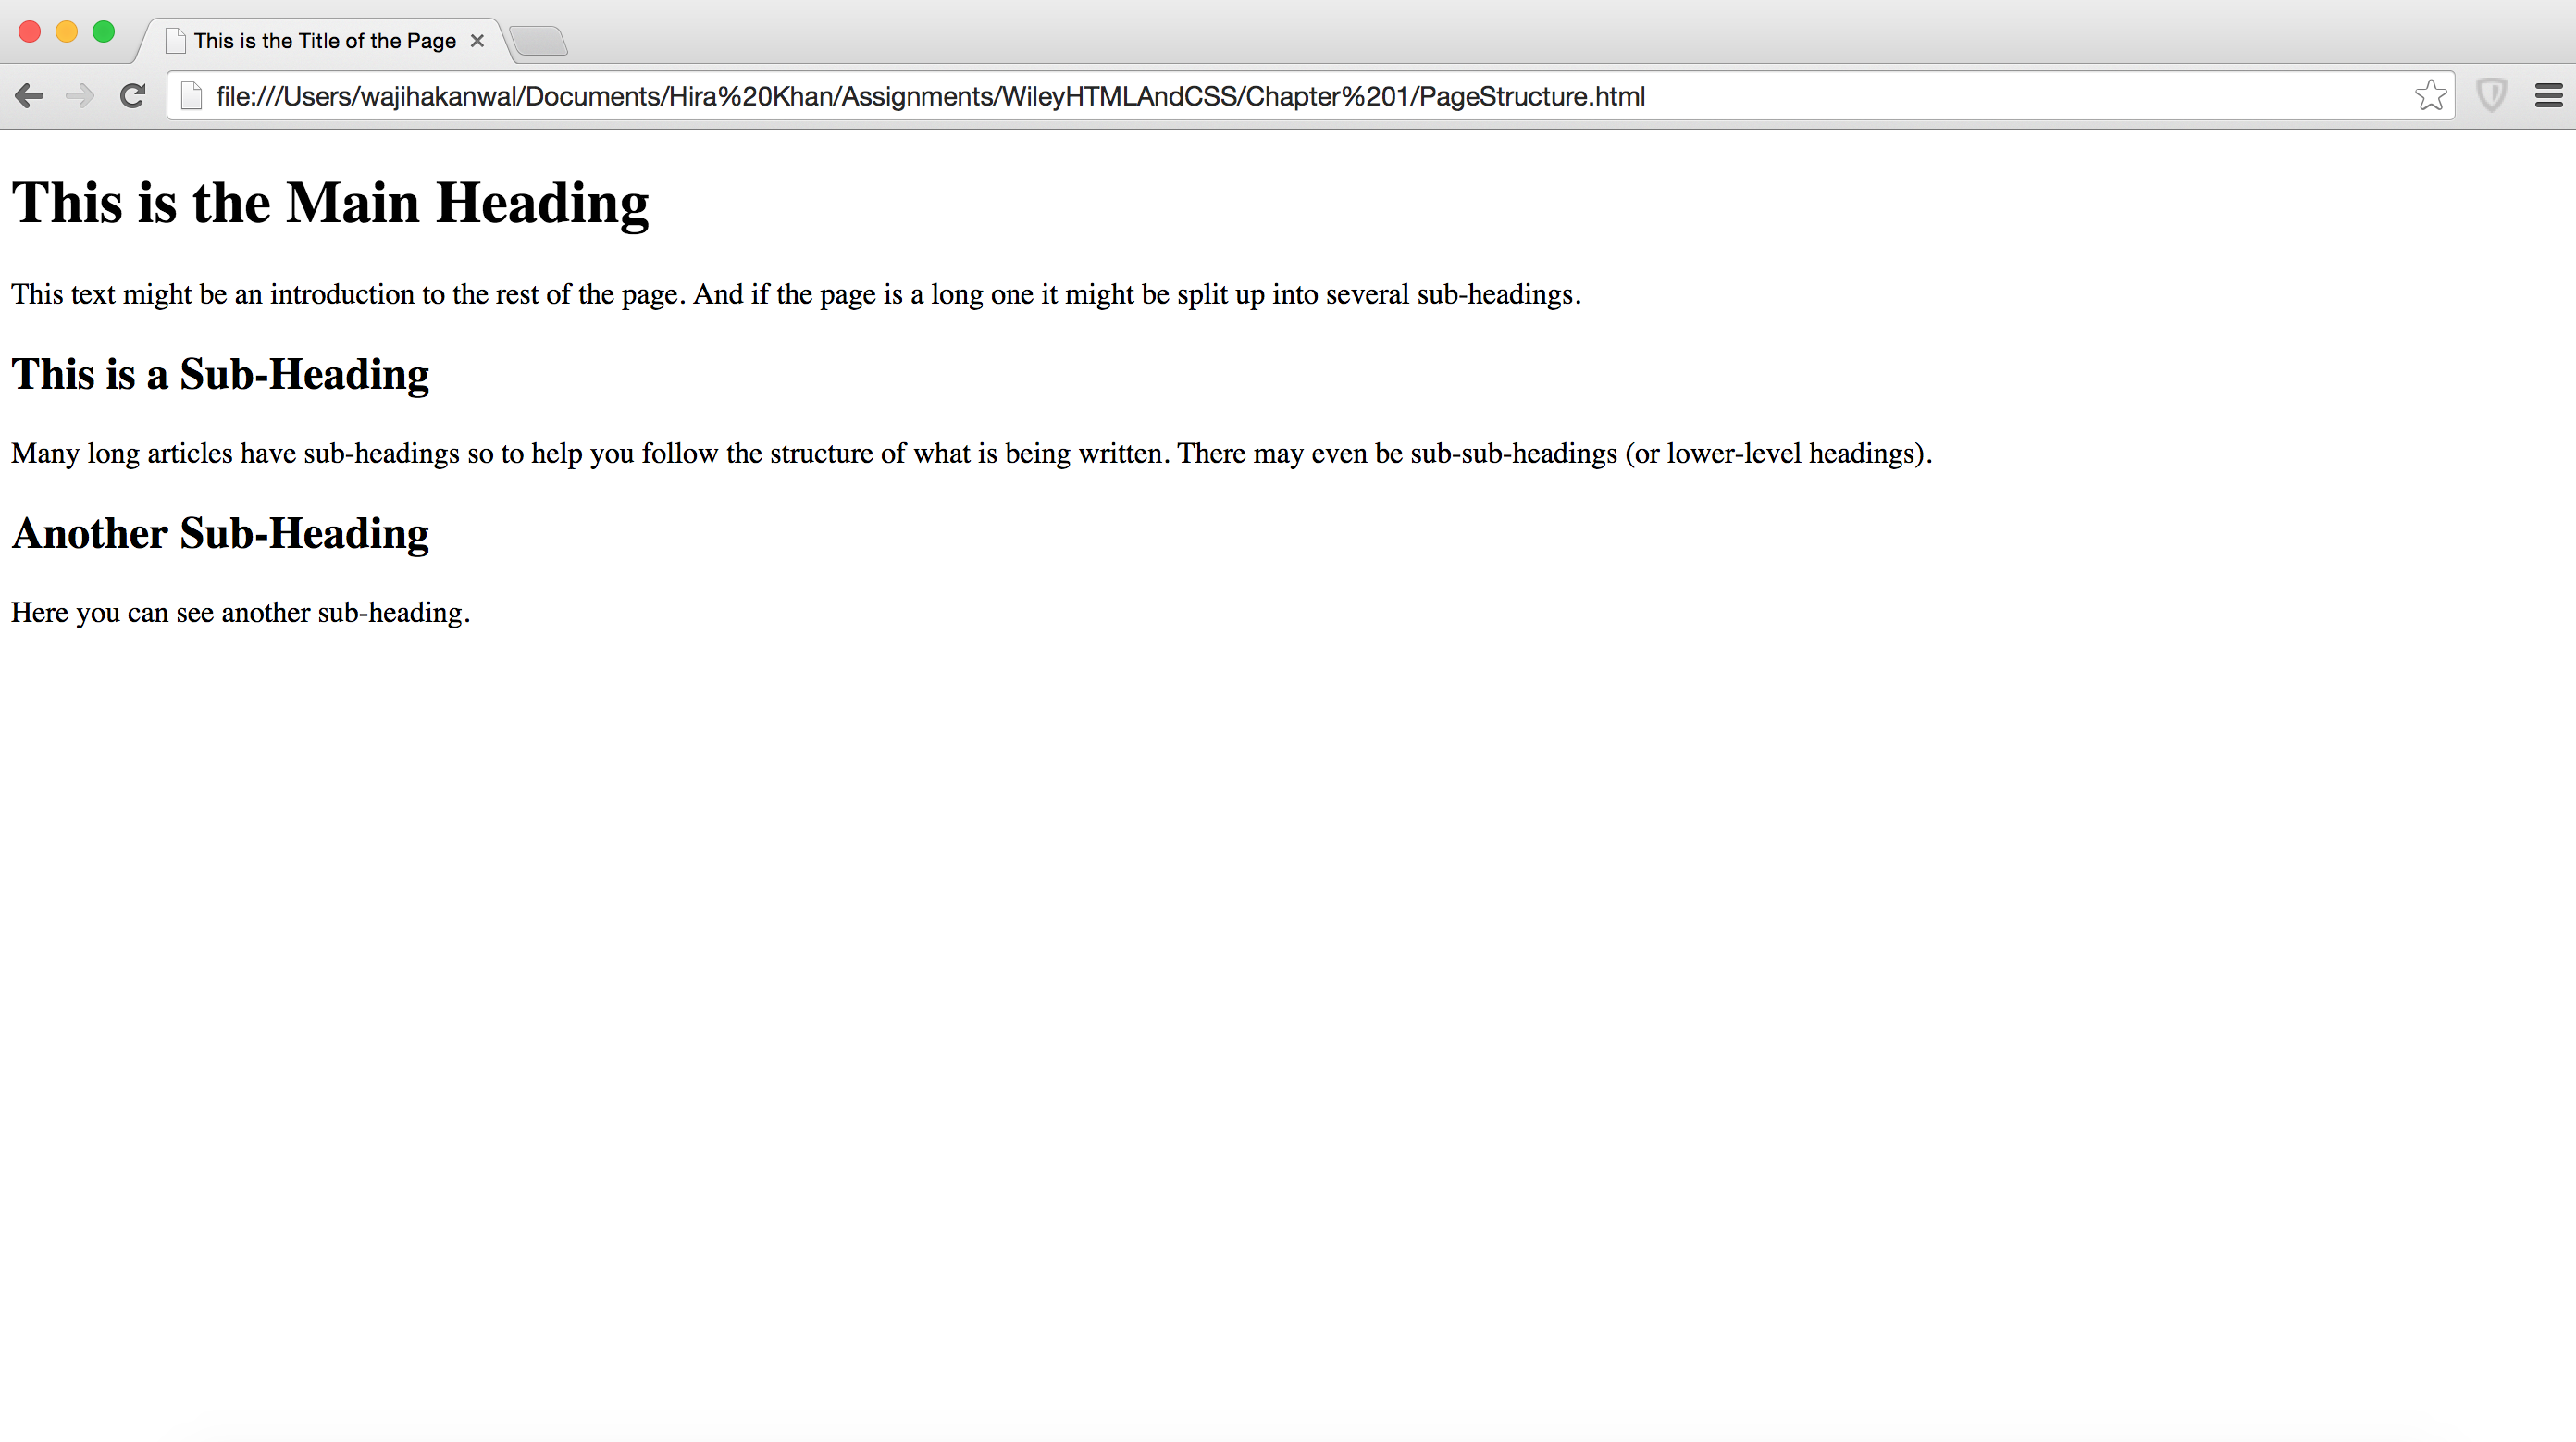 This is the Title of the Page
file:///Users/wajihakanwal/Documents/Hira%20Khan/Assignments/WileyHTMLAndCSS/Chapter%201/PageStructure.html
This is the Main Heading
This text might be an introduction to the rest of the page. And if the page is a long one it might be split up into several sub-headings.
This is a Sub-Heading
Many long articles have sub-headings so to help you follow the structure of what is being written. There may even be sub-sub-headings (or lower-level headings).
Another Sub-Heading
Here you can see another sub-heading.